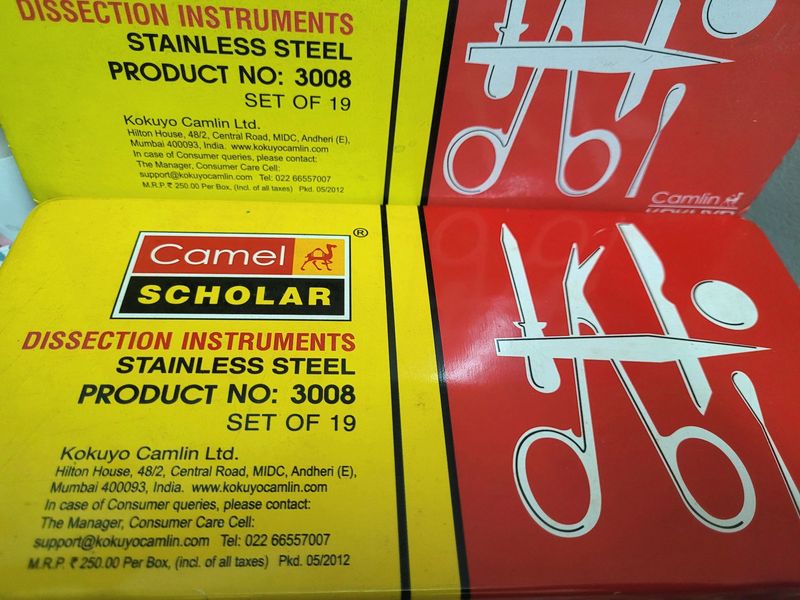 DISSECTION INSTRUMENTS
STAINLESS STEEL
PRODUCT NO: 3008
SET OF 19
Kokuyo Camlin Ltd.
Hilton House, 48/2, Central Road, MIDC, Andheri (E),
Mumbai 400093, India. www.kokuyocamlin.com
In case of Consumer queries, please contact:
The Manager, Consumer Care Cell:
support@kokuyocamlin.com Tel: 022 66557007
M.R.P. ₹ 250.00 Per Box, (Incl. of all taxes) Pkd. 05/2012
Camlin
KOKUYO
Camel ®
SCHOLAR
DISSECTION INSTRUMENTS
STAINLESS STEEL
PRODUCT NO: 3008
SET OF 19
Kokuyo Camlin Ltd.
Hilton House, 48/2, Central Road, MIDC, Andheri (E),
Mumbai 400093, India. www.kokuyocamlin.com
In case of Consumer queries, please contact:
The Manager, Consumer Care Cell:
support@kokuyocamlin.com Tel: 022 66557007
M.R.P. ₹ 250.00 Per Box, (incl. of all taxes) Pkd. 05/2012